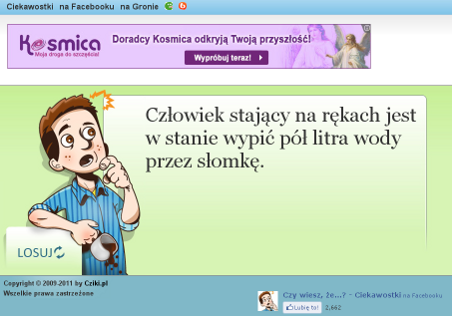 Ciekawostki na Facebooku na Gronie
Kosmica
Moja droga do szczęścia!
Doradcy Kosmica odkryją Twoją przyszłość!
Wypróbuj teraz!
Człowiek stający na rękach jest
w stanie wypić pół litra wody
przez słomkę.
LOSUJ
Copyright © 2009-2011 by Cziki.pl
Wszelkie prawa zastrzeżone
Czy wiesz, że...? - Ciekawostki na Facebooku
Lubię to! 2,662